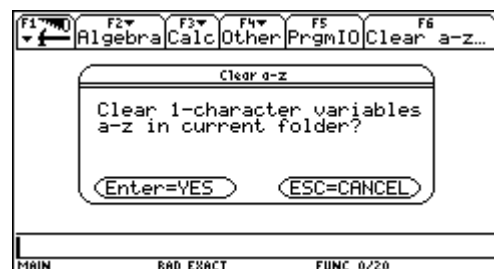 F1 F2 F3 F4 F5 F6
Algebra Calc Other PrgmIO Clear a-z…
Clear a-z
Clear 1-character variables
a-z in current folder?
Enter=YES ESC=CANCEL
MAIN RAD EXACT FUNC 0/20